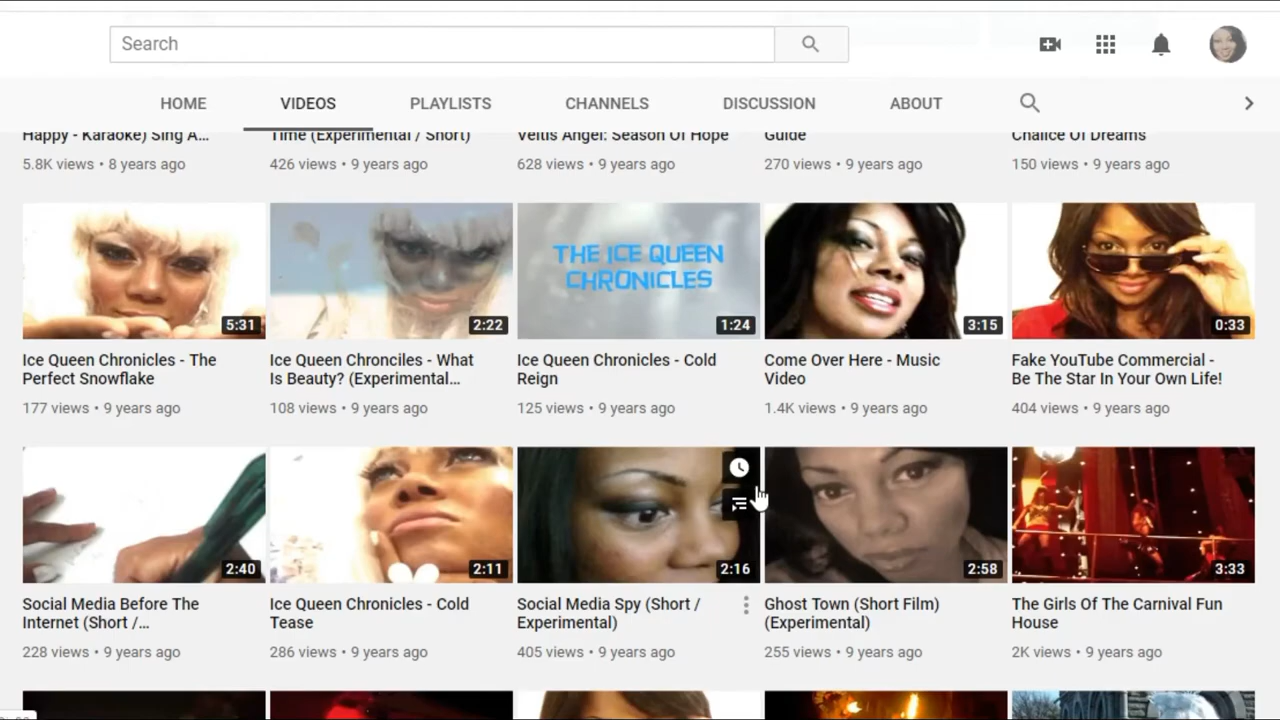 Search
HOME VIDEOS PLAYLISTS CHANNELS DISCUSSION ABOUT
Happy - Karaoke) Sing A...
5.8K views • 8 years ago
Time (Experimental / Short)
426 views • 9 years ago
Veltis Angel: Season Of Hope
628 views • 9 years ago
Guide
270 views • 9 years ago
Chalice Of Dreams
150 views • 9 years ago
5:31
Ice Queen Chronicles - The
Perfect Snowflake
177 views • 9 years ago
2:22
Ice Queen Chronciles - What
Is Beauty? (Experimental...
108 views • 9 years ago
THE ICE QUEEN
CHRONICLES
1:24
Ice Queen Chronicles - Cold
Reign
125 views • 9 years ago
3:15
Come Over Here - Music
Video
1.4K views • 9 years ago
0:33
Fake YouTube Commercial -
Be The Star In Your Own Life!
404 views • 9 years ago
2:40
Social Media Before The
Internet (Short /...
228 views • 9 years ago
2:11
Ice Queen Chronicles - Cold
Tease
286 views • 9 years ago
2:16
Social Media Spy (Short /
Experimental)
405 views • 9 years ago
2:58
Ghost Town (Short Film)
(Experimental)
255 views • 9 years ago
3:33
The Girls Of The Carnival Fun
House
2K views • 9 years ago